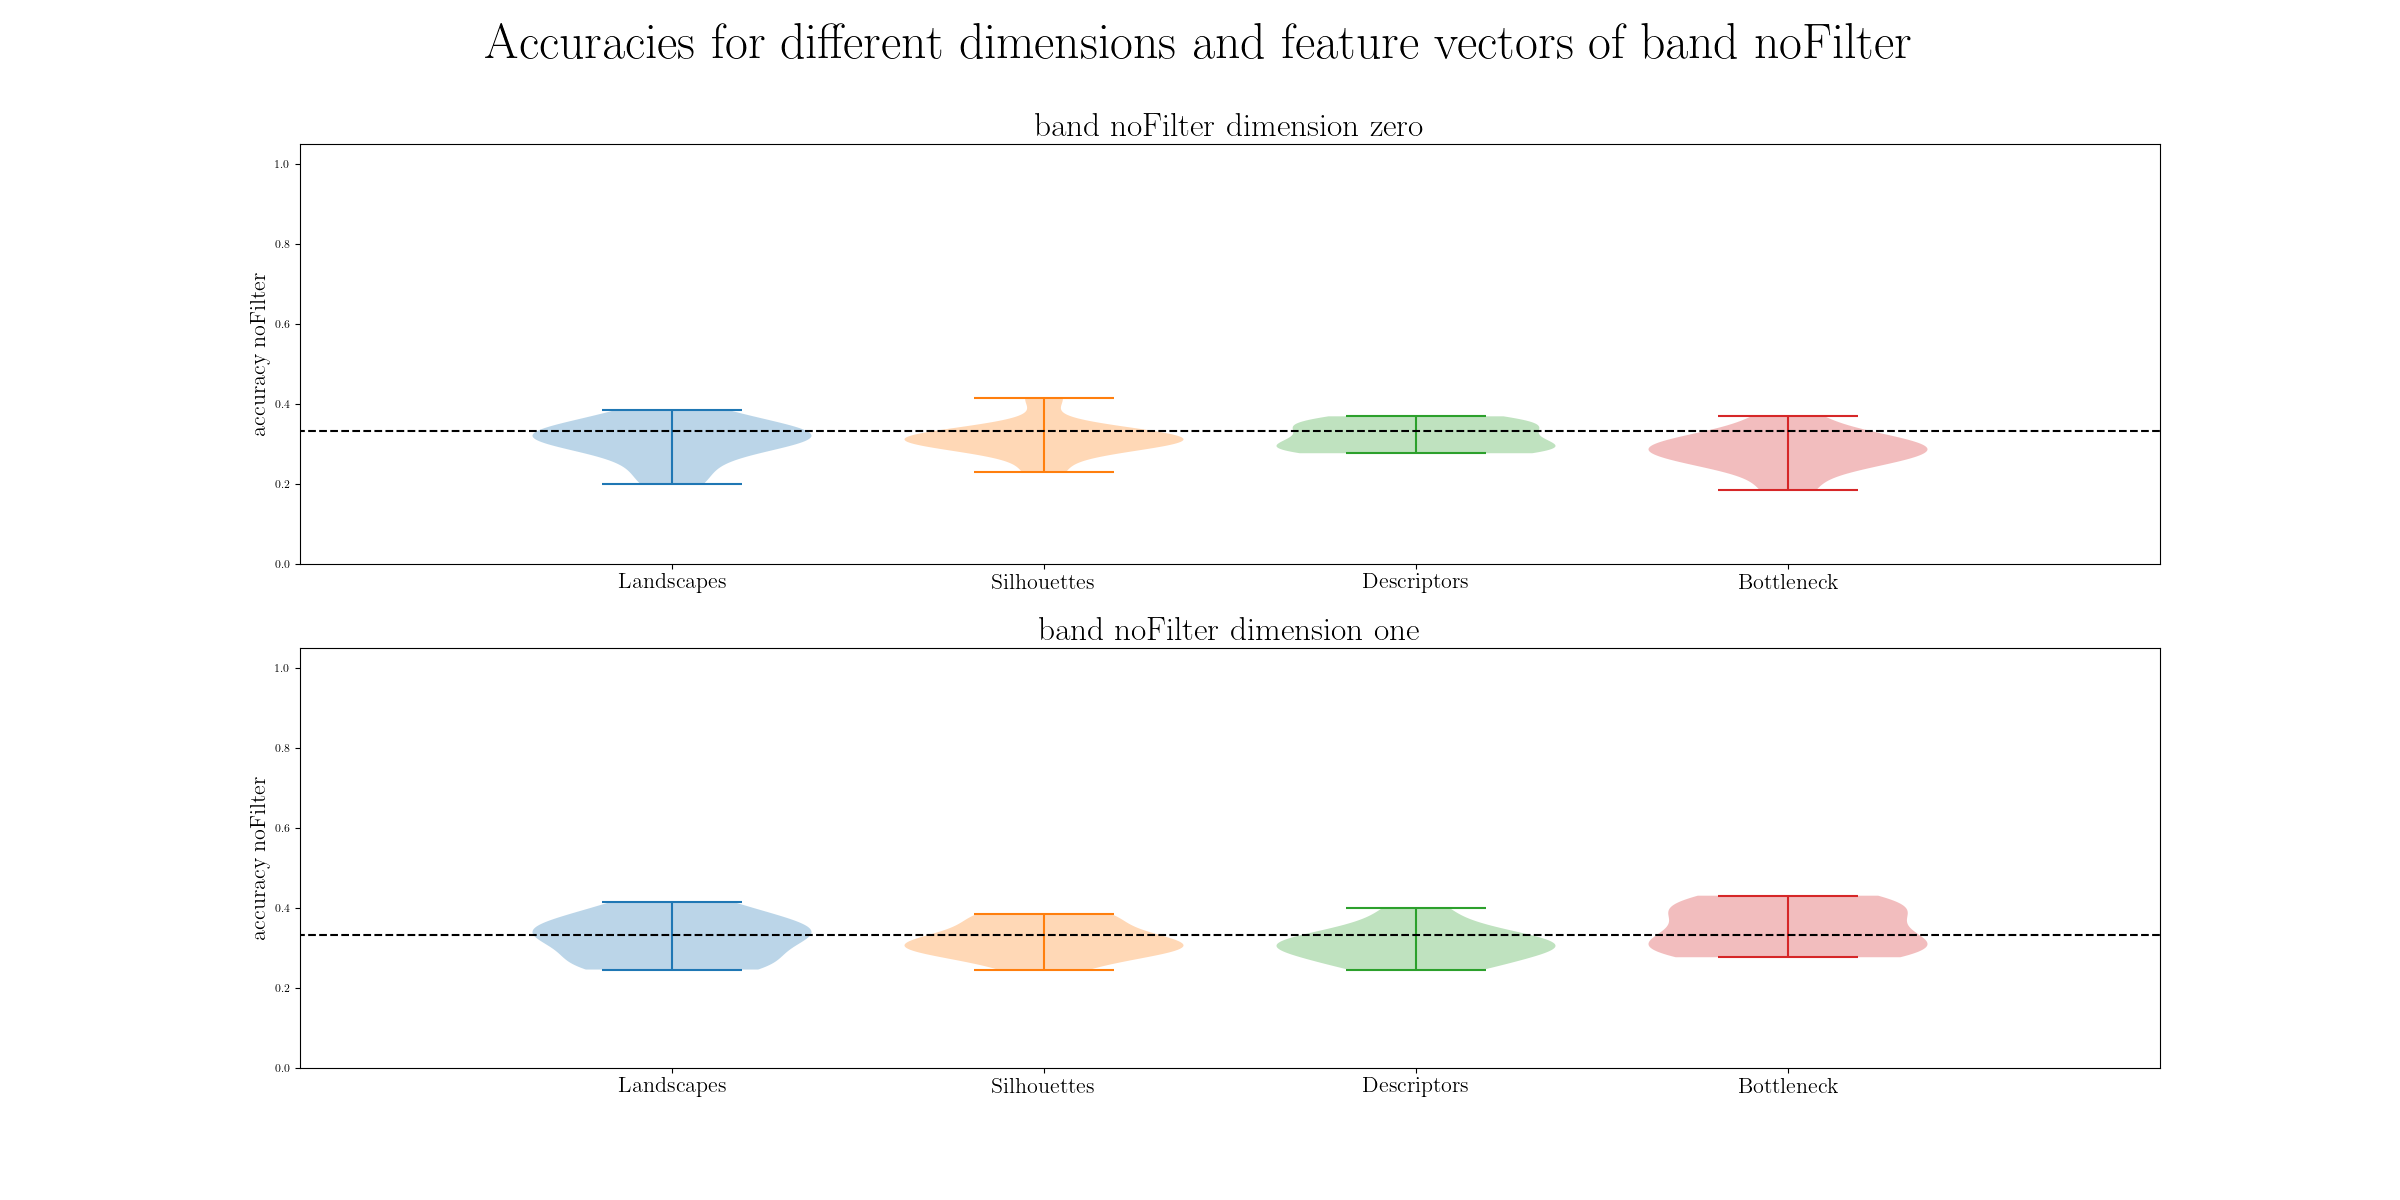 Accuracies for different dimensions and feature vectors of band noFilter
band noFilter dimension zero
accuracy noFilter
1.0
0.8
0.6
0.4
0.2
0.0
Landscapes Silhouettes Descriptors Bottleneck
band noFilter dimension one
accuracy noFilter
1.0
0.8
0.6
0.4
0.2
0.0
Landscapes Silhouettes Descriptors Bottleneck